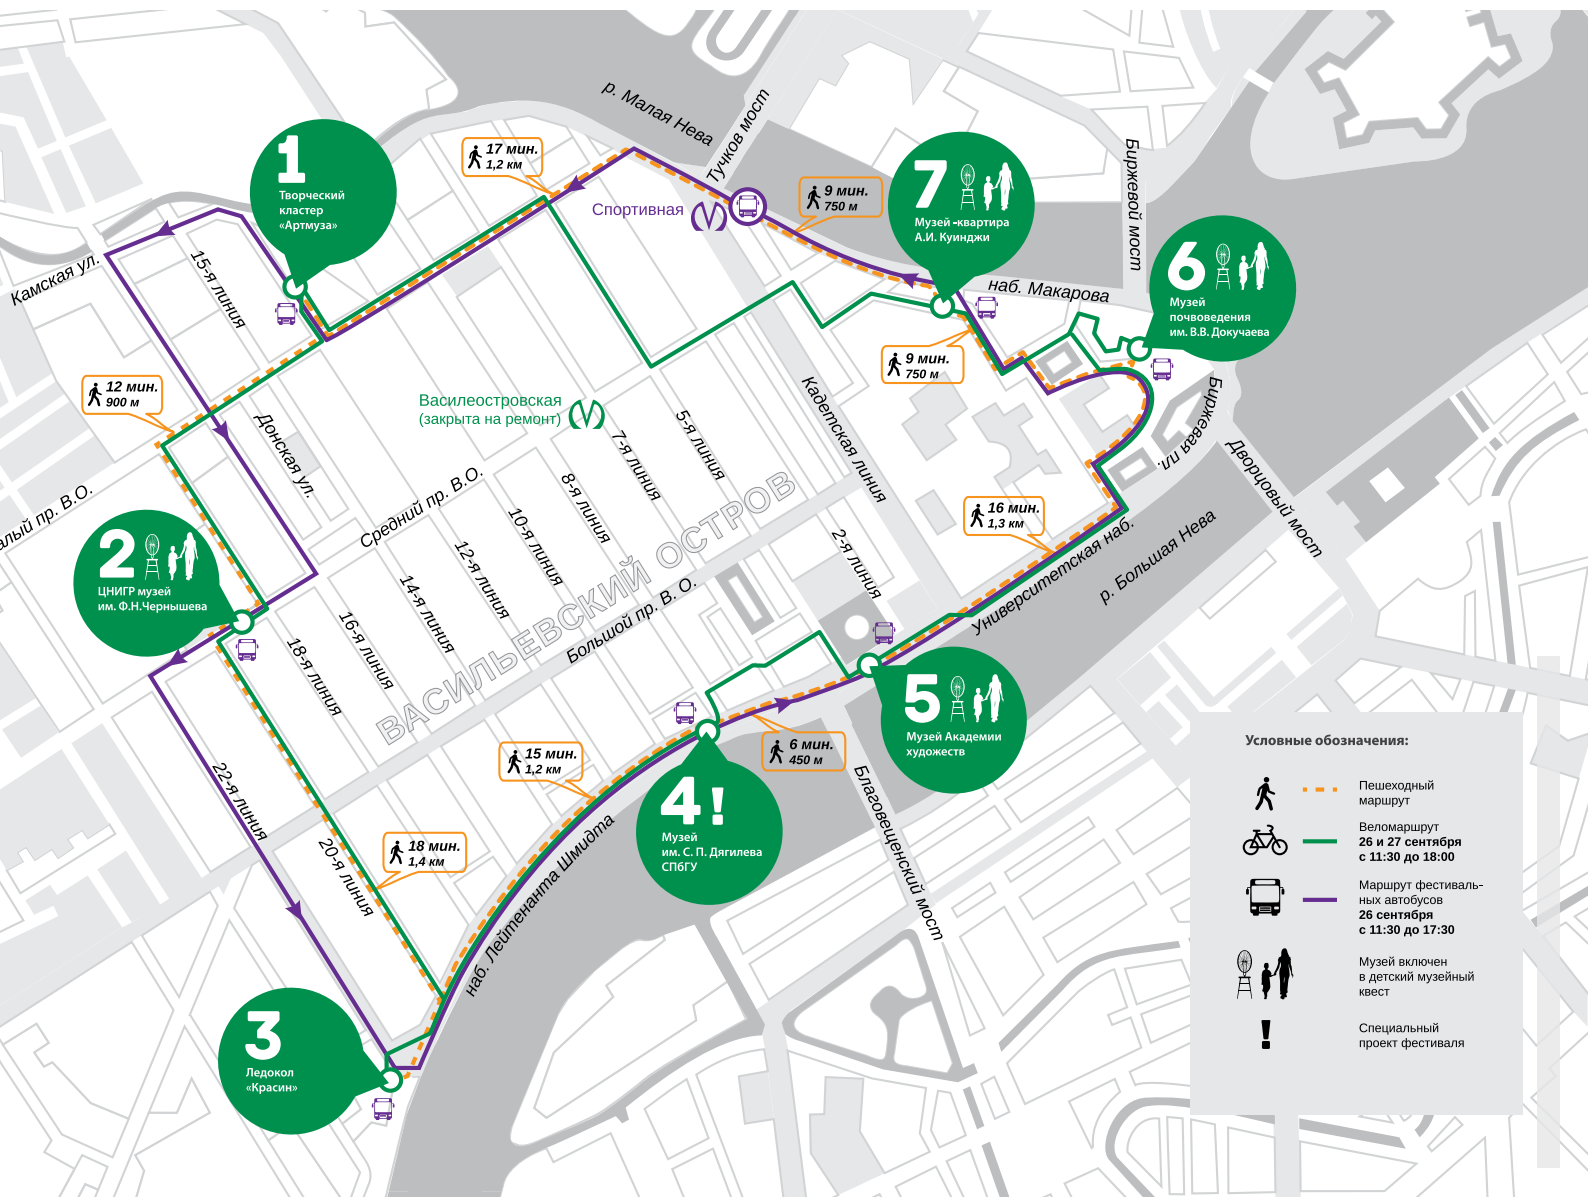 р. Малая Нева
Тучков мост
Биржевой мост
1
Творческий
кластер
«Артмуза»
17 мин.
1,2 км
Спортивная
9 мин.
750 м
7
Музей-квартира
А.И. Куинджи
6
Музей
почвоведения
им. В.В. Докучаева
наб. Макарова
Камская ул.
15-я линия
9 мин.
750 м
12 мин.
900 м
Василеостровская
(закрыта на ремонт)
Донская ул.
Кадетская линия
5-я линия
7-я линия
8-я линия
10-я линия
12-я линия
14-я линия
16-я линия
18-я линия
2-я линия
Биржевая пл.
Дворцовый мост
алый пр. В.О.
Средний пр. В.О.
ВАСИЛЬЕВСКИЙ ОСТРОВ
Большой пр. В. О.
16 мин.
1,3 км
Университетская наб.
р. Большая Нева
2
ЦНИГР музей
им. Ф.Н.Чернышева
5
Музей Академии
художеств
15 мин.
1,2 км
6 мин.
450 м
4!
Музей
им. С. П. Дягилева
СПбГУ
22-я линия
20-я линия
18 мин.
1,4 км
наб. Лейтенанта Шмидта
Благовещенский мост
3
Ледокол
«Красин»
Условные обозначения:
Пешеходный
маршрут
Веломаршрут
26 и 27 сентября
с 11:30 до 18:00
Маршрут фестиваль-
ных автобусов
26 сентября
с 11:30 до 17:30
Музей включен
в детский музейный
квест
!
Специальный
проект фестиваля